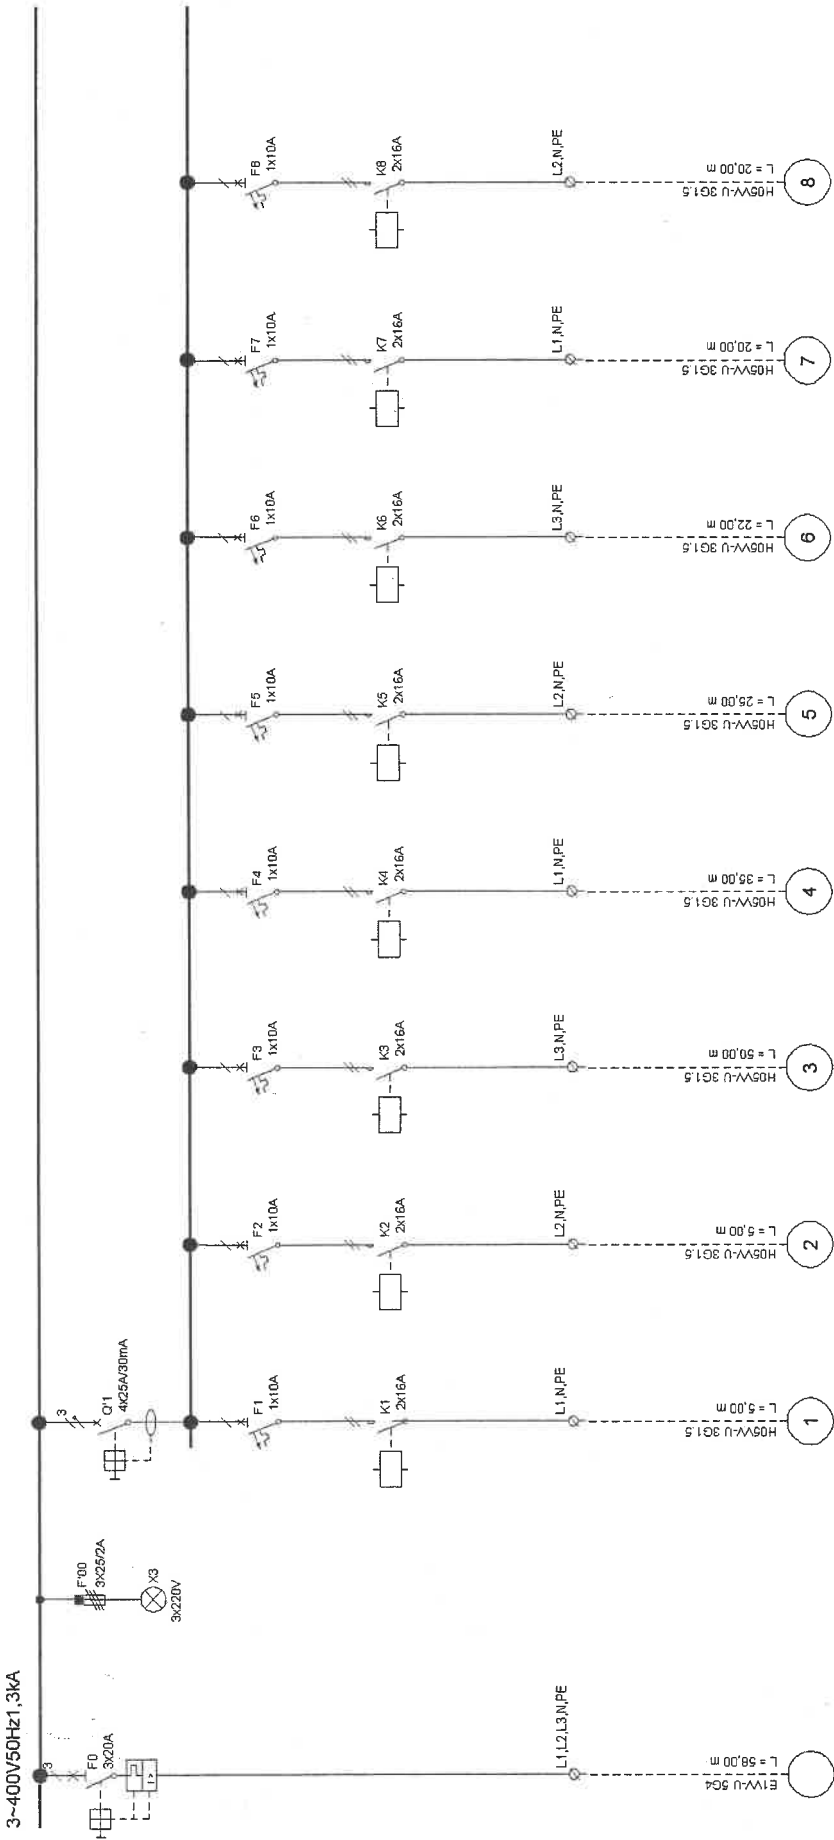 3~400V50Hz1,3kA
3
F0
3x20A
L1,L2,L3,N,PE
E1VV-U 5G4
L = 58,00 m
F'00
3X25/2A
X3
3x220V
3
Q'1
4x25A/30mA
F1
1x10A
K1
2x16A
L1,N,PE
H05VV-U 3G1.5
L = 5,00 m
1
F2
1x10A
K2
2x16A
L2,N,PE
H05VV-U 3G1.5
L = 5,00 m
2
F3
1x10A
K3
2x16A
L3,N,PE
H05VV-U 3G1.5
L = 50,00 m
3
F4
1x10A
K4
2x16A
L1,N,PE
H05VV-U 3G1.5
L = 35,00 m
4
F5
1x10A
K5
2x16A
L2,N,PE
H05VV-U 3G1.5
L = 25,00 m
5
F6
1x10A
K6
2x16A
L3,N,PE
H05VV-U 3G1.5
L = 22,00 m
6
F7
1x10A
K7
2x16A
L1,N,PE
H05VV-U 3G1.5
L = 20,00 m
7
F8
1x10A
K8
2x16A
L2,N,PE
H05VV-U 3G1.5
L = 20,00 m
8